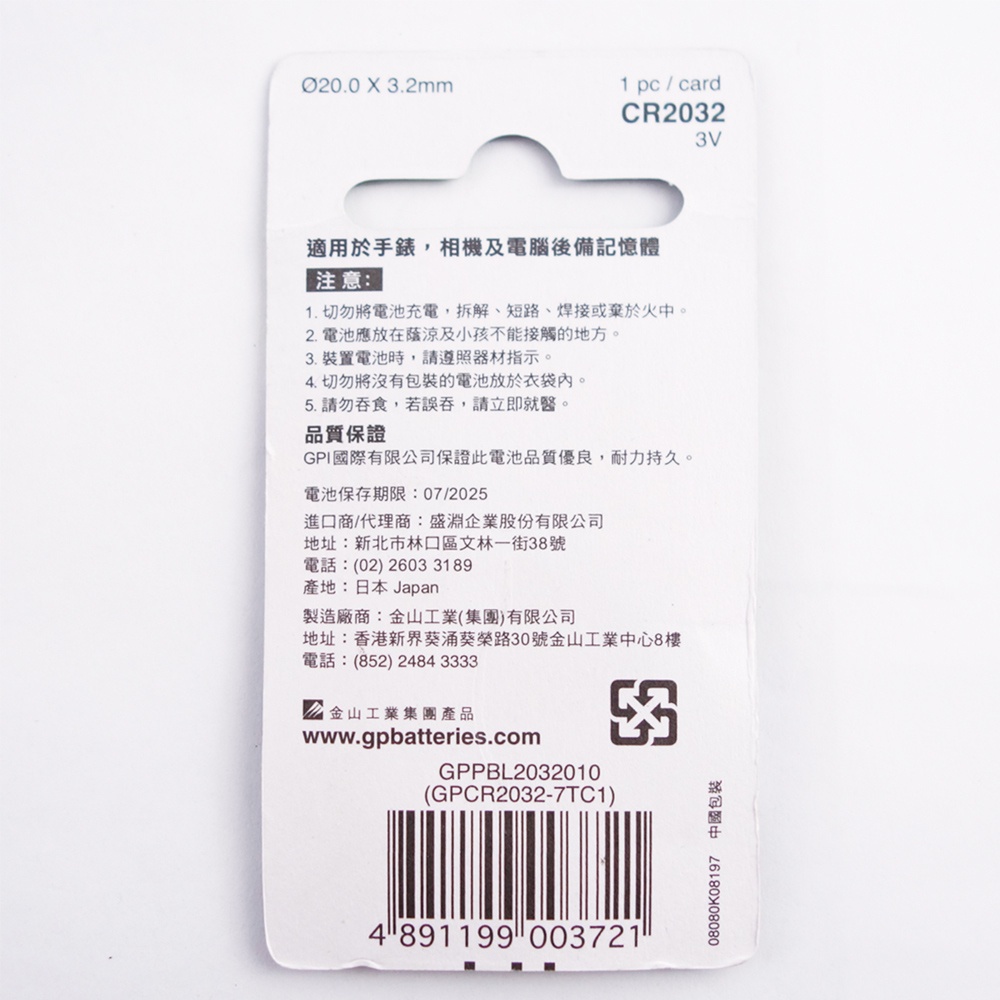 Ø20.0 X 3.2mm
1 pc / card
CR2032
3V
適用於手錶，相機及電腦後備記憶體
注意:
1. 切勿將電池充電，拆解、短路、焊接或棄於火中。
2. 電池應放在蔭涼及小孩不能接觸的地方。
3. 裝置電池時，請遵照器材指示。
4. 切勿將沒有包裝的電池放於衣袋內。
5. 請勿吞食，若誤吞，請立即就醫。
品質保證
GPI國際有限公司保證此電池品質優良，耐力持久。
電池保存期限：07/2025
進口商/代理商：盛淵企業股份有限公司
地址：新北市林口區文林一街38號
電話：(02) 2603 3189
產地：日本 Japan
製造廠商：金山工業(集團)有限公司
地址：香港新界葵涌葵榮路30號金山工業中心8樓
電話：(852) 2484 3333
金山工業集團產品
www.gpbatteries.com
GPPBL2032010
(GPCR2032-7TC1)
4 891199 003721
08080K08197 中國包裝